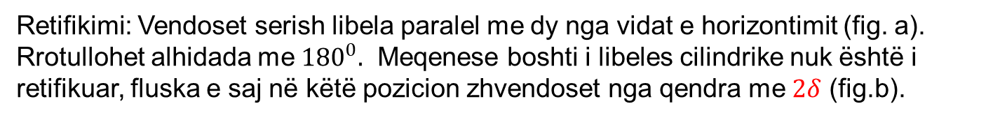 Retifikimi: Vendoset serish libela paralel me dy nga vidat e horizontimit (fig. a).
Rrotullohet alhidada me 180⁰.  Meqenese boshti i libeles cilindrike nuk është i
retifikuar, fluska e saj në këtë pozicion zhvendoset nga qendra me 2𝛿 (fig.b).